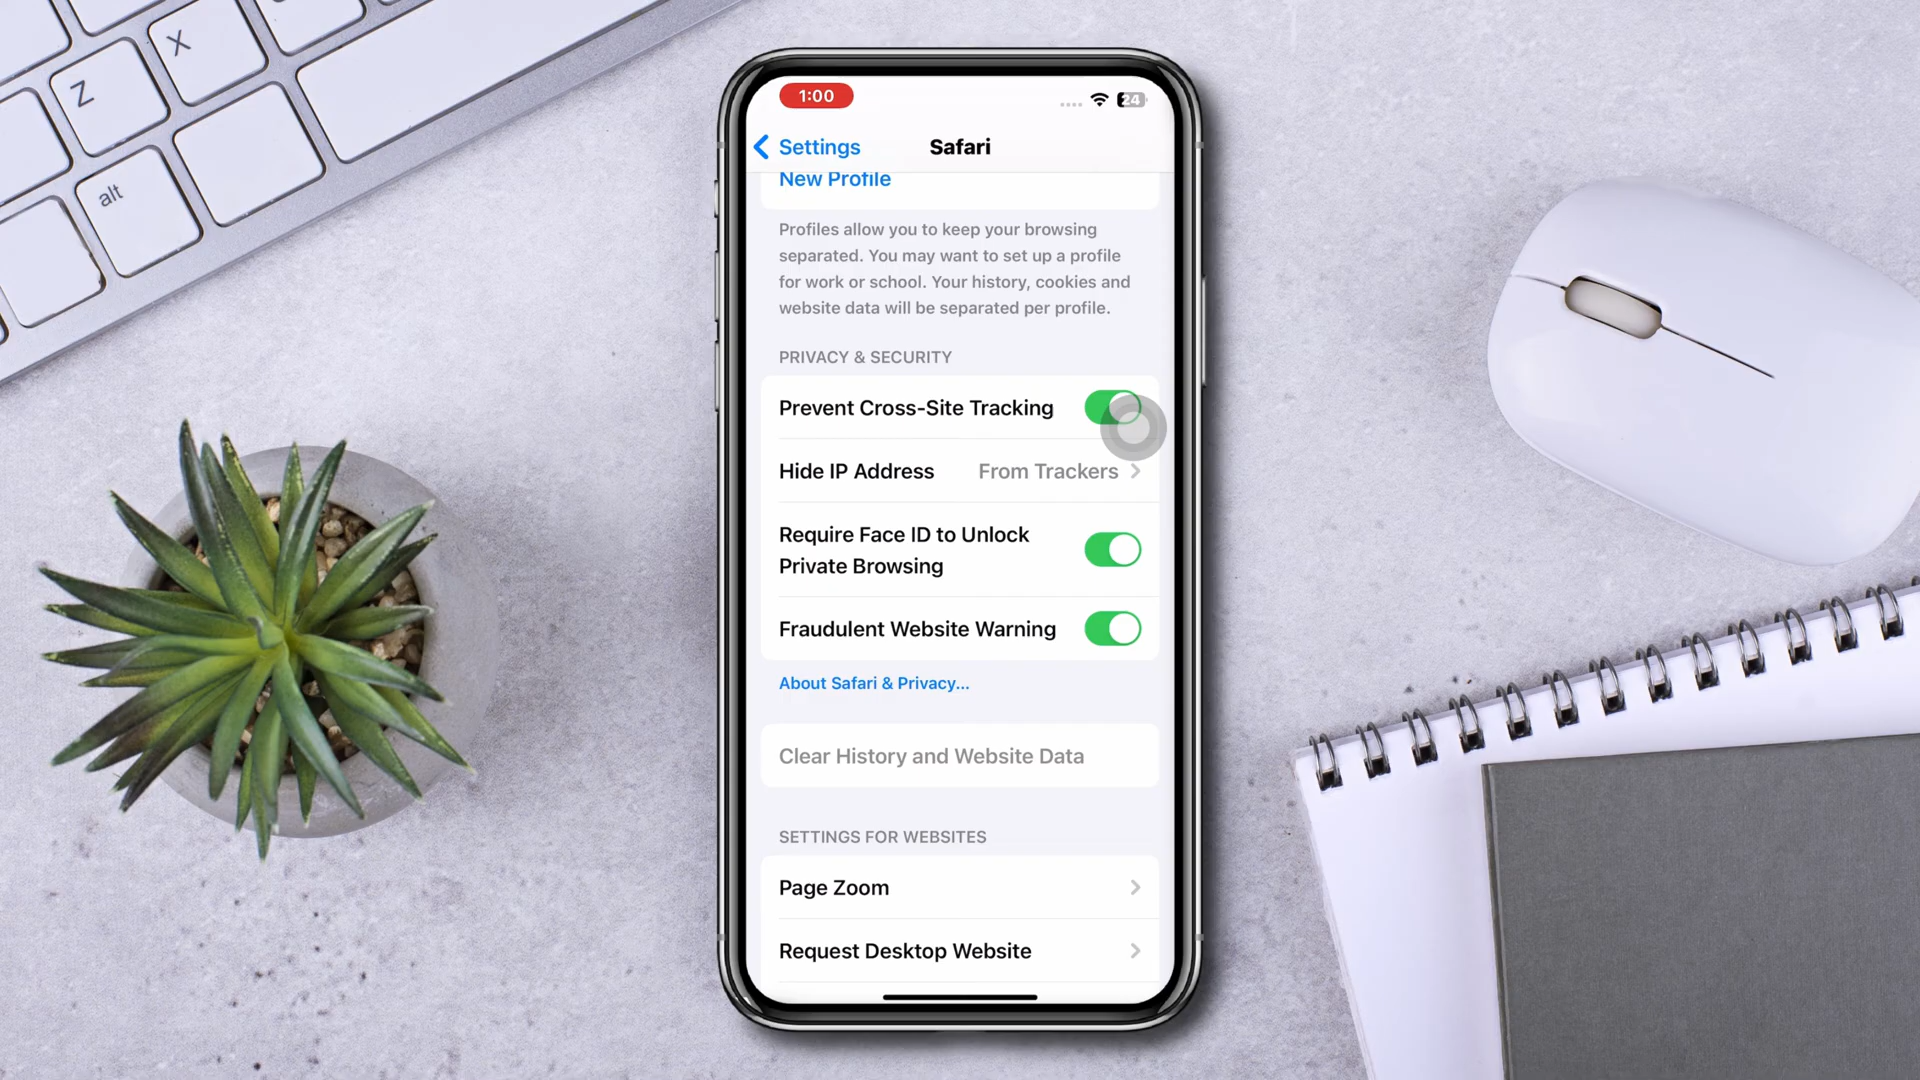 Z
X
alt
1:00
24
Settings
Safari
New Profile
Profiles allow you to keep your browsing
separated. You may want to set up a profile
for work or school. Your history, cookies and
website data will be separated per profile.
PRIVACY & SECURITY
Prevent Cross-Site Tracking
Hide IP Address From Trackers
Require Face ID to Unlock
Private Browsing
Fraudulent Website Warning
About Safari & Privacy...
Clear History and Website Data
SETTINGS FOR WEBSITES
Page Zoom
Request Desktop Website